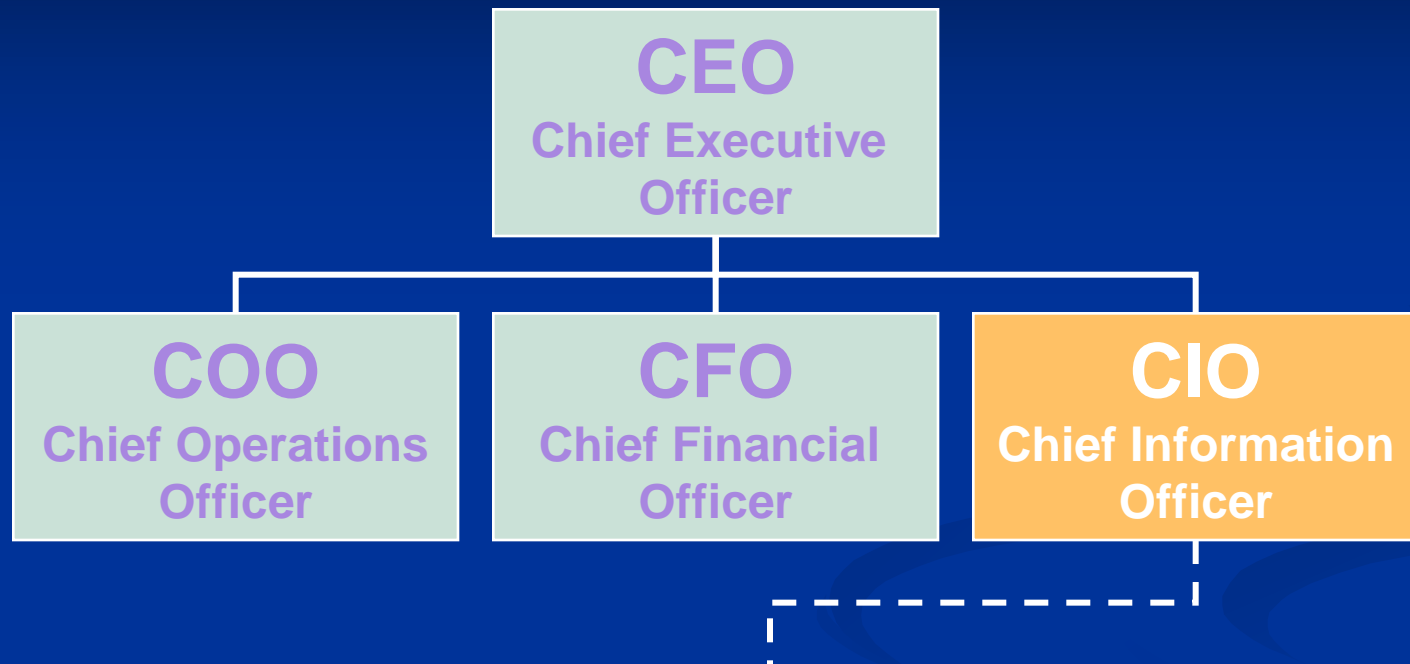 CEO
Chief Executive
Officer
COO
Chief Operations
Officer
CFO
Chief Financial
Officer
CIO
Chief Information
Officer